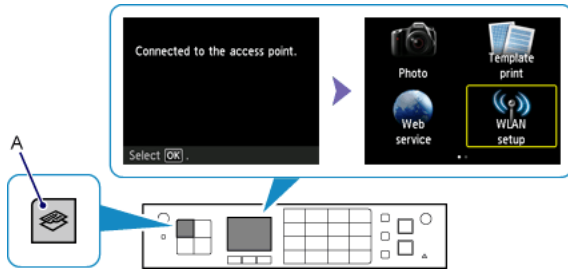 Connected to the access point.
Select OK .
Photo
Template
print
Web
service
WLAN
setup
A